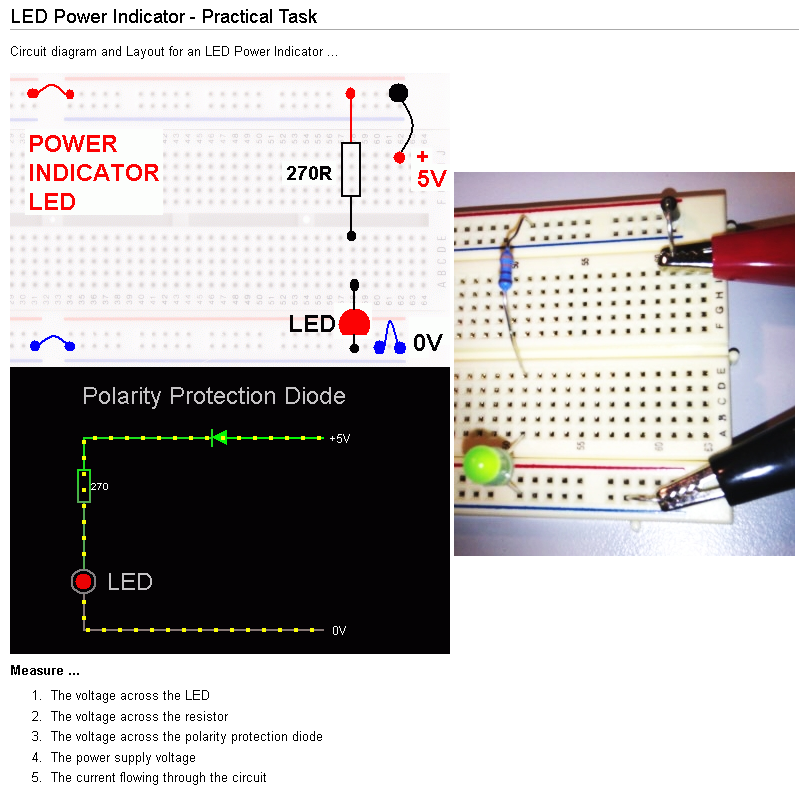 LED Power Indicator - Practical Task
Circuit diagram and Layout for an LED Power Indicator ...
POWER
INDICATOR
LED
270R
+
5V
LED
0V
Polarity Protection Diode
+5V
270
LED
0V
Measure ...
1. The voltage across the LED
2. The voltage across the resistor
3. The voltage across the polarity protection diode
4. The power supply voltage
5. The current flowing through the circuit